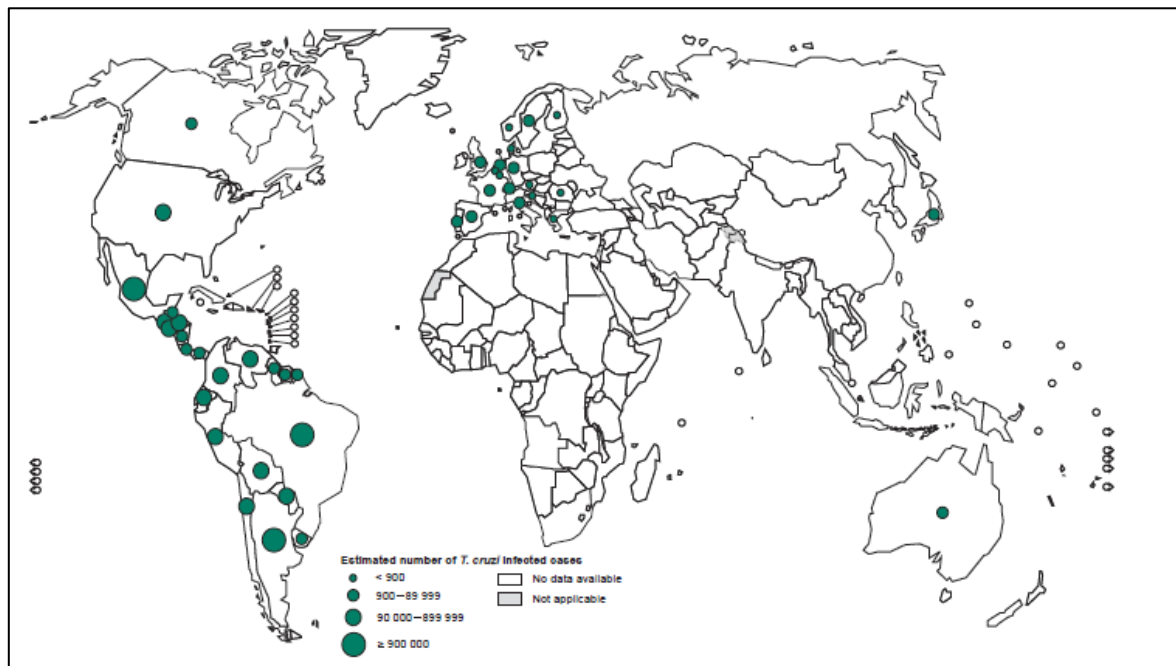 Estimated number of T. cruzi infected cases
< 900
900–89 999
90 000–899 999
≥ 900 000
No data available
Not applicable